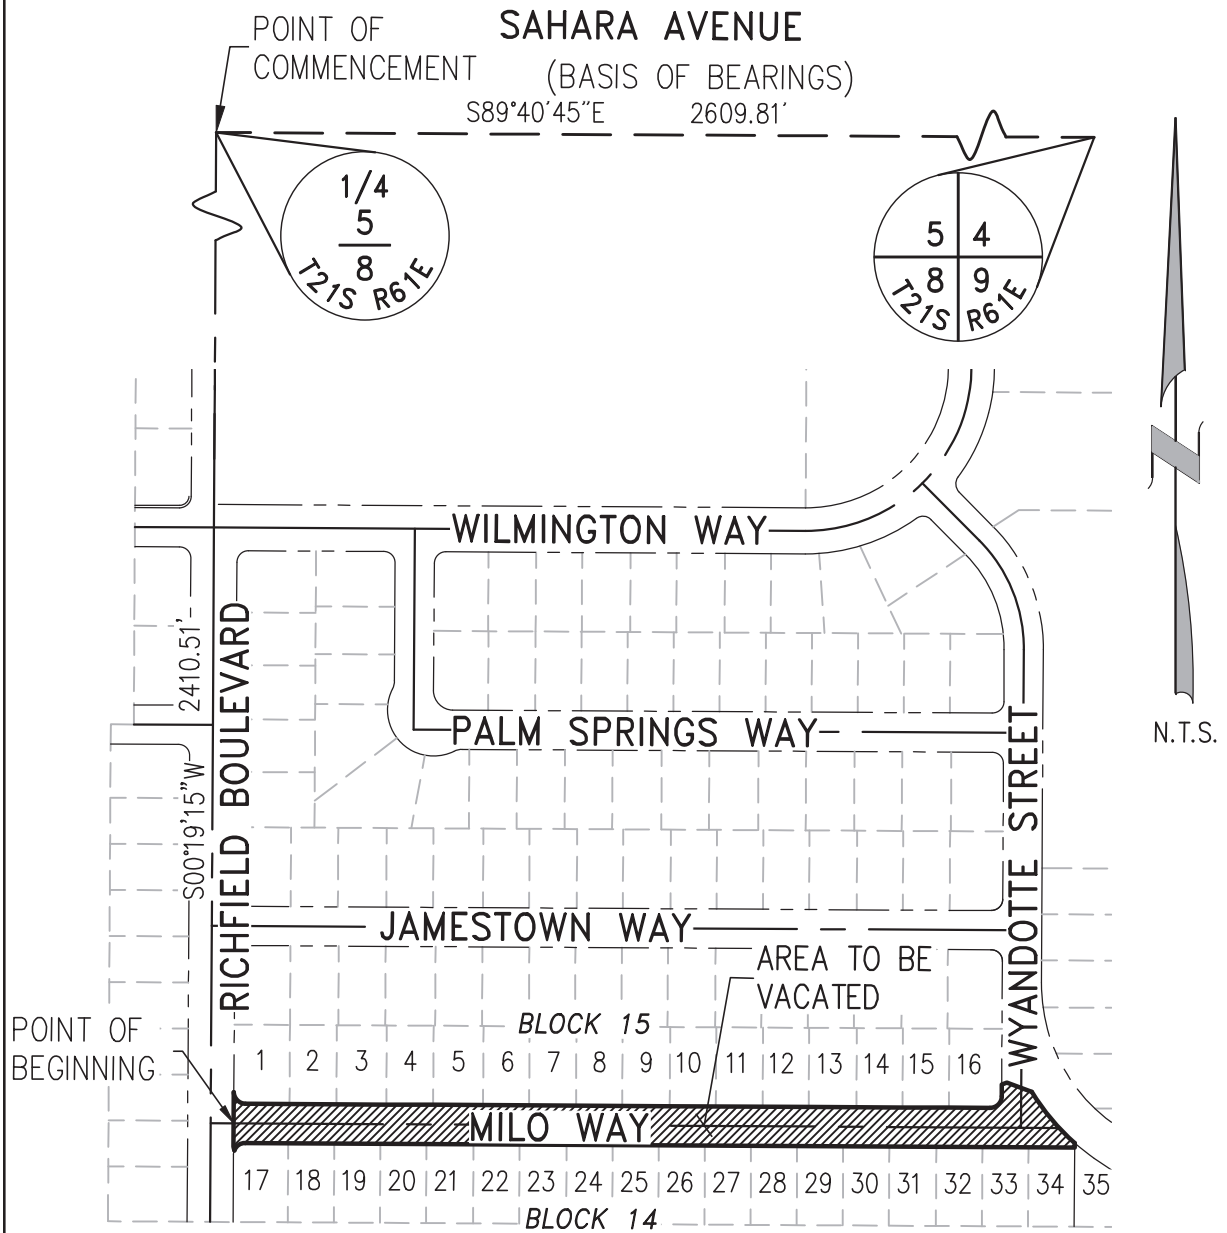 SAHARA AVENUE
POINT OF
COMMENCEMENT
(BASIS OF BEARINGS)
S89°40'45"E 2609.81'
1/4
5
8
T21S R61E
5 4
8 9
T21S R61E
N
WILMINGTON WAY
2410.51'
S00°19'15"W
RICHFIELD BOULEVARD
PALM SPRINGS WAY
N.T.S.
WYANDOTTE STREET
JAMESTOWN WAY
AREA TO BE
VACATED
POINT OF
BEGINNING
BLOCK 15
1 2 3 4 5 6 7 8 9 10 11 12 13 14 15 16
MILO WAY
17 18 19 20 21 22 23 24 25 26 27 28 29 30 31 32 33 34 35
BLOCK 14